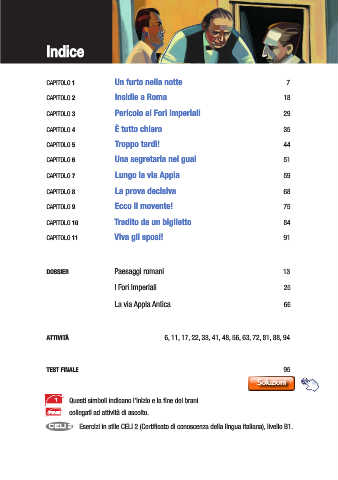 Indice
CAPITOLO 1 Un furto nella notte 7
CAPITOLO 2 Insidie a Roma 18
CAPITOLO 3 Pericolo ai Fori Imperiali 29
CAPITOLO 4 È tutto chiaro 36
CAPITOLO 5 Troppo tardi! 44
CAPITOLO 6 Una segretaria nei guai 51
CAPITOLO 7 Lungo la via Appia 59
CAPITOLO 8 La prova decisiva 68
CAPITOLO 9 Ecco il movente! 76
CAPITOLO 10 Tradito da un biglietto 84
CAPITOLO 11 Viva gli sposi! 91
DOSSIER Paesaggi romani 13
I Fori Imperiali 26
La via Appia Antica 66
ATTIVITÀ 6, 11, 17, 22, 33, 41, 48, 56, 63, 72, 81, 88, 94
TEST FINALE 96
Soluzioni
1 Questi simboli indicano l'inizio e la fine dei brani
fine collegati ad attività di ascolto.
CELI 2 Esercizi in stile CELI 2 (Certificato di conoscenza della lingua italiana), livello B1.